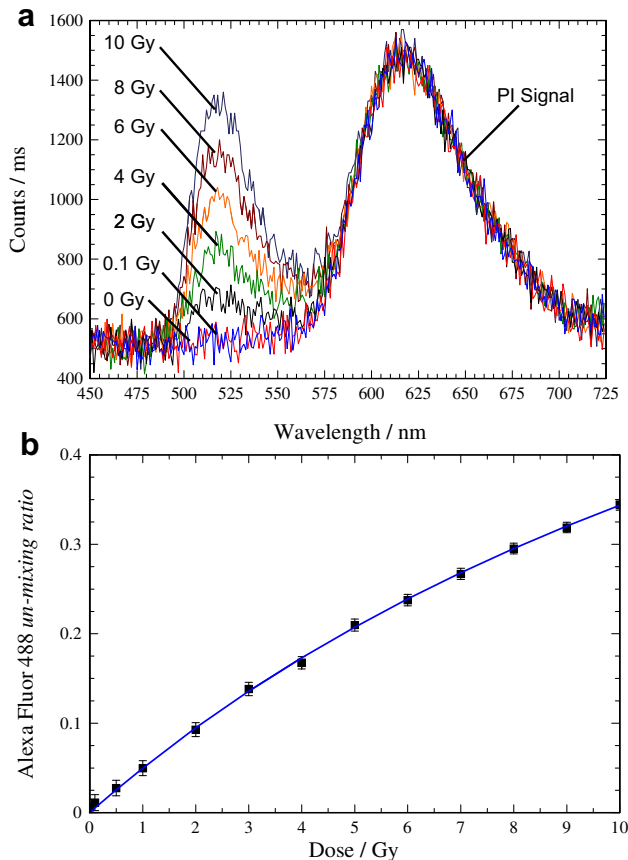 a
1600
1400
1200
1000
800
600
400
Counts / ms
10 Gy
8 Gy
6 Gy
4 Gy
2 Gy
0.1 Gy
0 Gy
PI Signal
450 475 500 525 550 575 600 625 650 675 700 725
Wavelength / nm
b
0.4
0.3
0.2
0.1
0
Alexa Fluor 488 un-mixing ratio
0 1 2 3 4 5 6 7 8 9 10
Dose / Gy